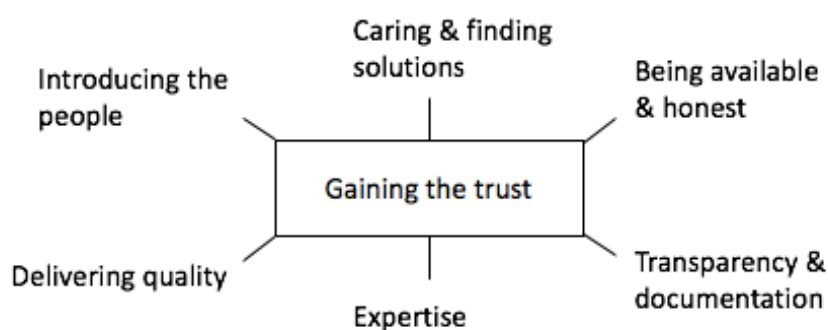 Caring & finding
solutions
Introducing the
people
Being available
& honest
Gaining the trust
Delivering quality
Expertise
Transparency &
documentation